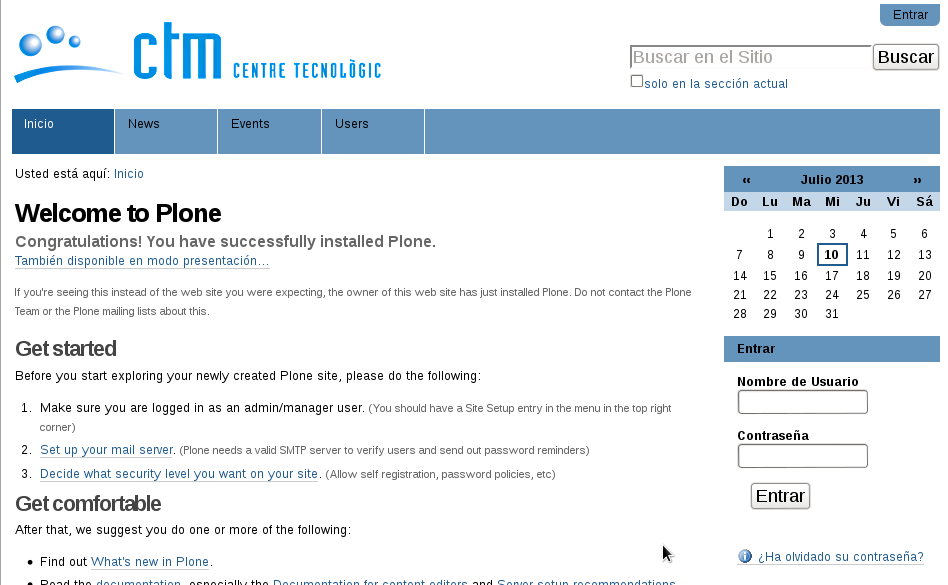 Entrar
ctm CENTRE TECNOLÒGIC
Buscar en el Sitio
Buscar
solo en la sección actual
Inicio
News
Events
Users
Usted está aquí: Inicio
Welcome to Plone
Congratulations! You have successfully installed Plone.
También disponible en modo presentación…
If you're seeing this instead of the web site you were expecting, the owner of this web site has just installed Plone. Do not contact the Plone
Team or the Plone mailing lists about this.
Get started
Before you start exploring your newly created Plone site, please do the following:
1. Make sure you are logged in as an admin/manager user. (You should have a Site Setup entry in the menu in the top right
corner)
2. Set up your mail server. (Plone needs a valid SMTP server to verify users and send out password reminders)
3. Decide what security level you want on your site. (Allow self registration, password policies, etc)
Get comfortable
After that, we suggest you do one or more of the following:
• Find out What's new in Plone.
• Read the documentation, especially the Documentation for content editors and Server setup recommendations
« Julio 2013 »
Do Lu Ma Mi Ju Vi Sá
1 2 3 4 5 6
7 8 9 10 11 12 13
14 15 16 17 18 19 20
21 22 23 24 25 26 27
28 29 30 31
Entrar
Nombre de Usuario
Contraseña
Entrar
¿Ha olvidado su contraseña?